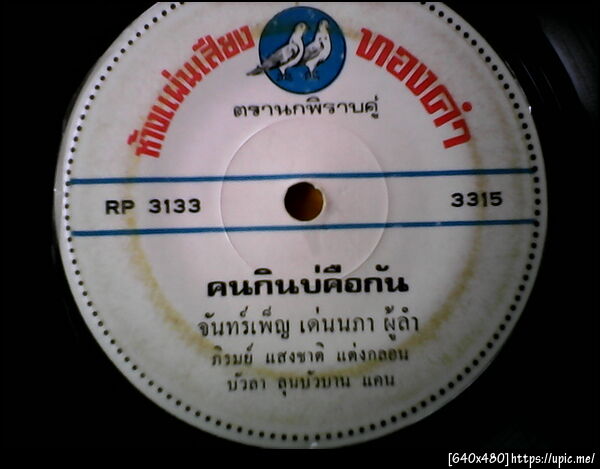 ห้างแผ่นเสียง ทองคำ
ตรานกพิราบคู่
RP 3133 3315
คนกินบ่คือกัน
จันทร์เพ็ญ เด่นนภา ผู้ลำ
ภิรมย์ แสงชาติ แต่งกลอน
บัวลา ลุนบัวบาน แคน
[640x480]https://upic.me/